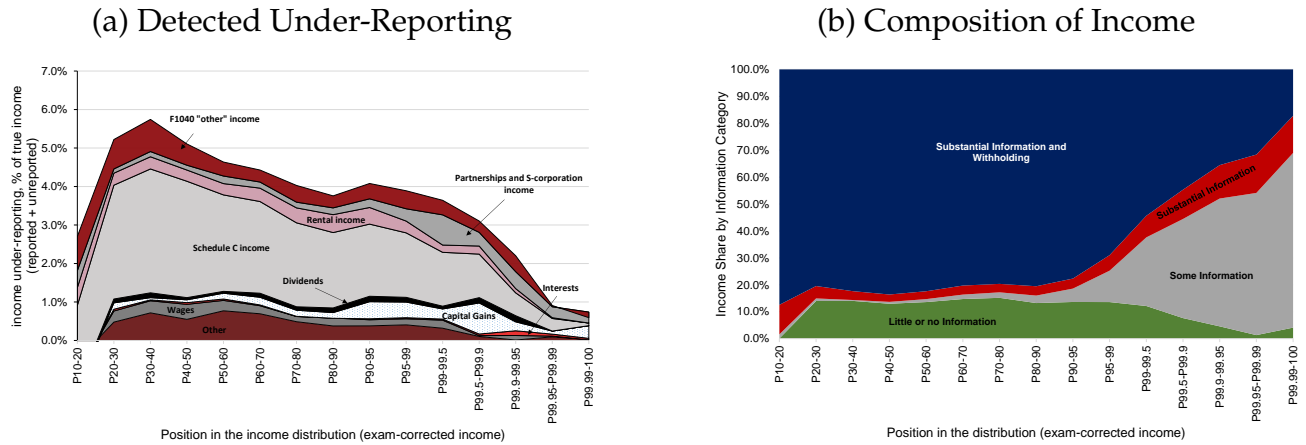 (a) Detected Under-Reporting
income under-reporting, % of true income
(reported + unreported)
7.0%
6.0%
5.0%
4.0%
3.0%
2.0%
1.0%
0.0%
F1040 "other" income
Partnerships and S-corporation
income
Rental income
Schedule C income
Dividends
Interests
Capital Gains
Wages
Other
P10-20
P20-30
P30-40
P40-50
P50-60
P60-70
P70-80
P80-90
P90-95
P95-99
P99-99.5
P99.5-P99.9
P99.9-P99.95
P99.95-P99.99
P99.99-100
Position in the income distribution (exam-corrected income)
(b) Composition of Income
Income Share by Information Category
100.0%
90.0%
80.0%
70.0%
60.0%
50.0%
40.0%
30.0%
20.0%
10.0%
0.0%
Substantial Information and
Withholding
Substantial Information
Some Information
Little or no Information
P10-20
P20-30
P30-40
P40-50
P50-60
P60-70
P70-80
P80-90
P90-95
P95-99
P99-99.5
P99.5-P99.9
P99.9-P99.95
P99.95-P99.99
P99.99-100
Position in the distribution (exam-corrected income)